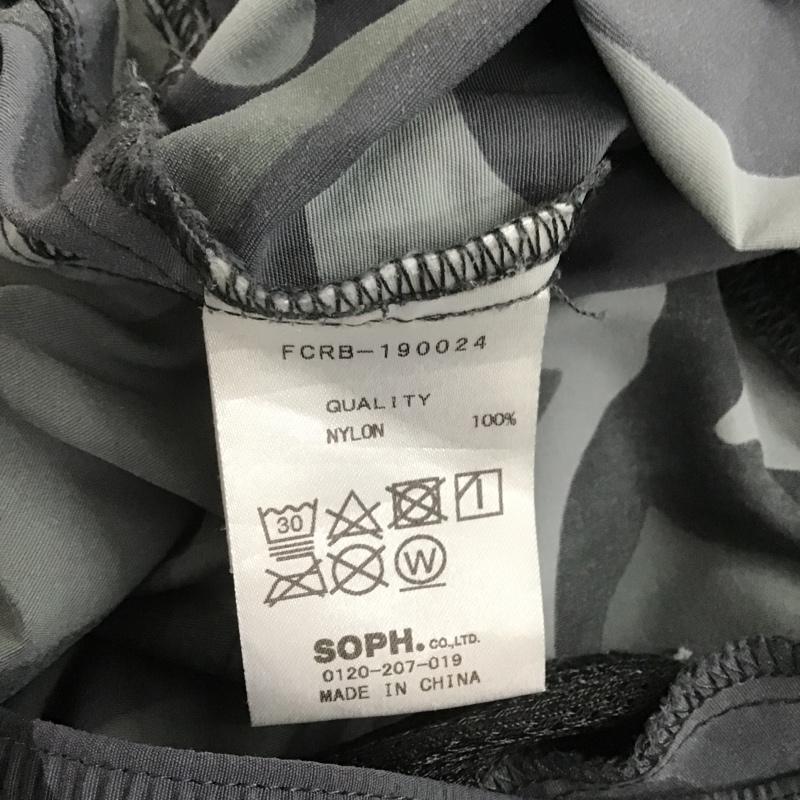 FCRB-190024
QUALITY
NYLON 100%
30
W
SOPH. CO.,LTD.
0120-207-019
MADE IN CHINA